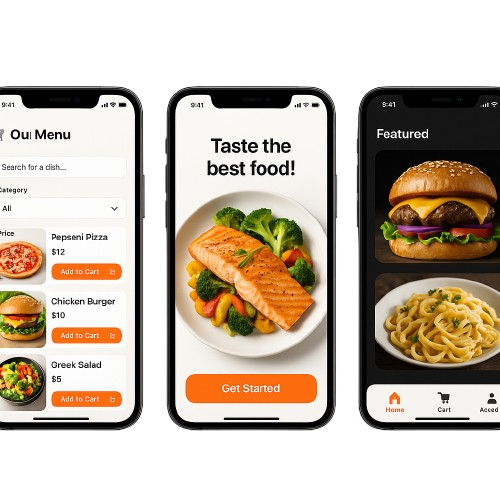 9:41
Our Menu
Search for a dish...
Category
All
Price
Pepseni Pizza
$12
Add to Cart
Chicken Burger
$10
Add to Cart
Greek Salad
$5
Add to Cart
9:41
Taste the
best food!
Get Started
9:41
Featured
Home
Cart
Acced